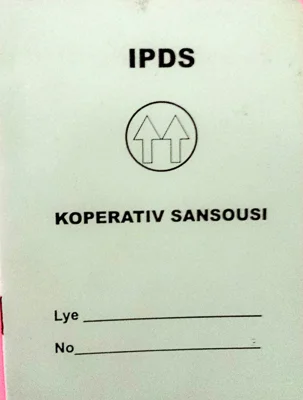 IPDS
KOPERATIV SANSOUSI
Lye
No